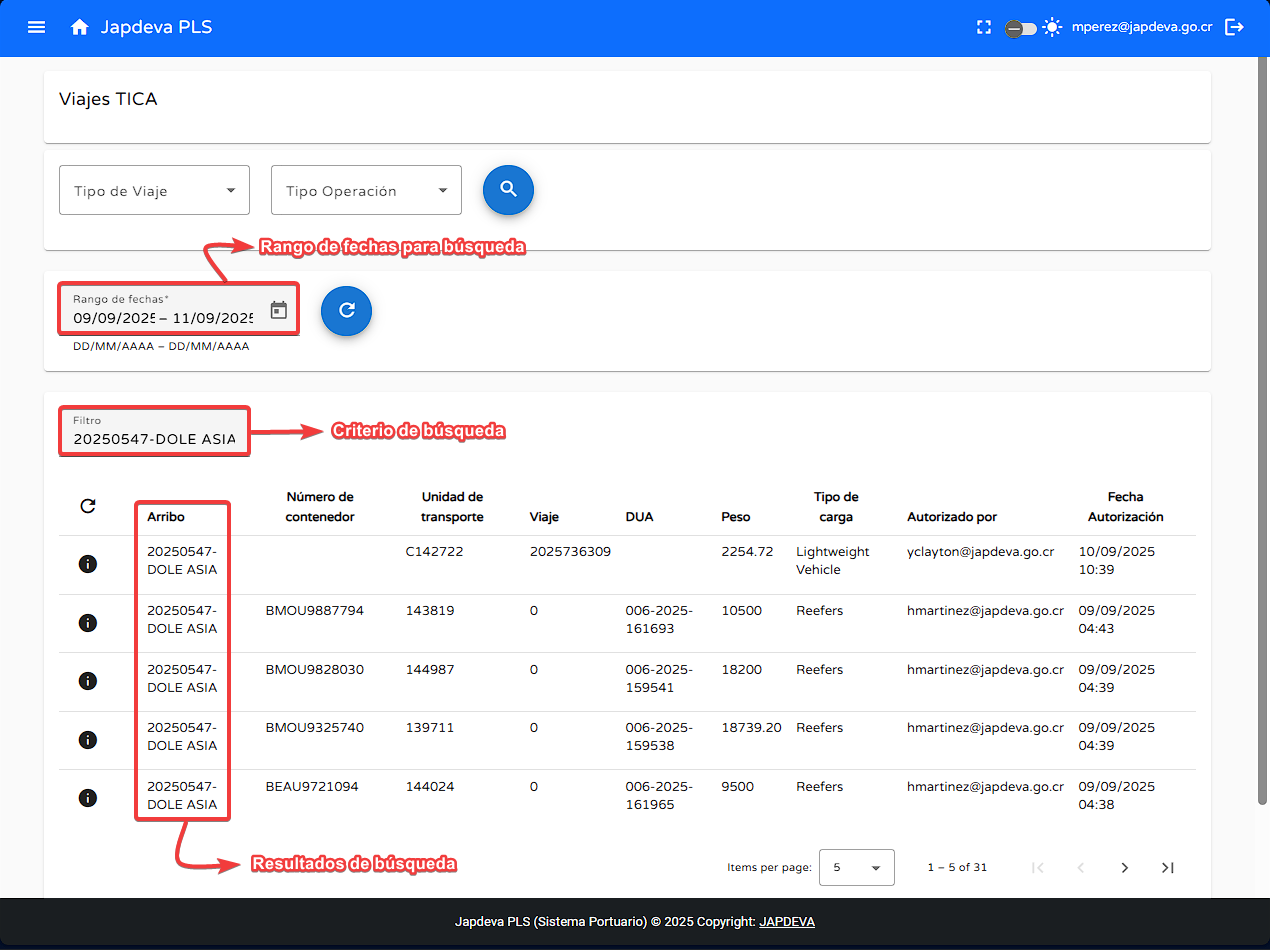 Japdeva PLS
mperez@japdeva.go.cr
Viajes TICA
Tipo de Viaje
Tipo Operación
Rango de fechas para búsqueda
Rango de fechas*
09/09/2025 – 11/09/2025
DD/MM/AAAA – DD/MM/AAAA
Filtro
20250547-DOLE ASIA
Criterio de búsqueda
Arribo
Número de
contenedor
Unidad de
transporte
Viaje
DUA
Peso
Tipo de
carga
Autorizado por
Fecha
Autorización
20250547-
DOLE ASIA
C142722
2025736309
2254.72
Lightweight
Vehicle
yclayton@japdeva.go.cr
10/09/2025
10:39
20250547-
DOLE ASIA
BMOU9887794
143819
0
006-2025-
161693
10500
Reefers
hmartinez@japdeva.go.cr
09/09/2025
04:43
20250547-
DOLE ASIA
BMOU9828030
144987
0
006-2025-
159541
18200
Reefers
hmartinez@japdeva.go.cr
09/09/2025
04:39
20250547-
DOLE ASIA
BMOU9325740
139711
0
006-2025-
159538
18739.20
Reefers
hmartinez@japdeva.go.cr
09/09/2025
04:39
20250547-
DOLE ASIA
BEAU9721094
144024
0
006-2025-
161965
9500
Reefers
hmartinez@japdeva.go.cr
09/09/2025
04:38
Resultados de búsqueda
Items per page:
5
1 – 5 of 31
Japdeva PLS (Sistema Portuario) © 2025 Copyright: JAPDEVA